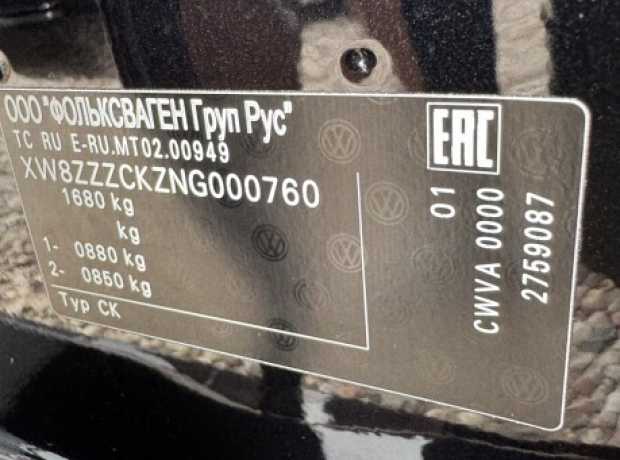 ООО "ФОЛЬКСВАГЕН Груп Рус"
TC RU E-RU.MT02.00949
XW8ZZZCKZNG000760
1680 kg
kg
1- 0880 kg
2- 0850 kg
Typ CK
EAC
01
CWVA 0000
2759087